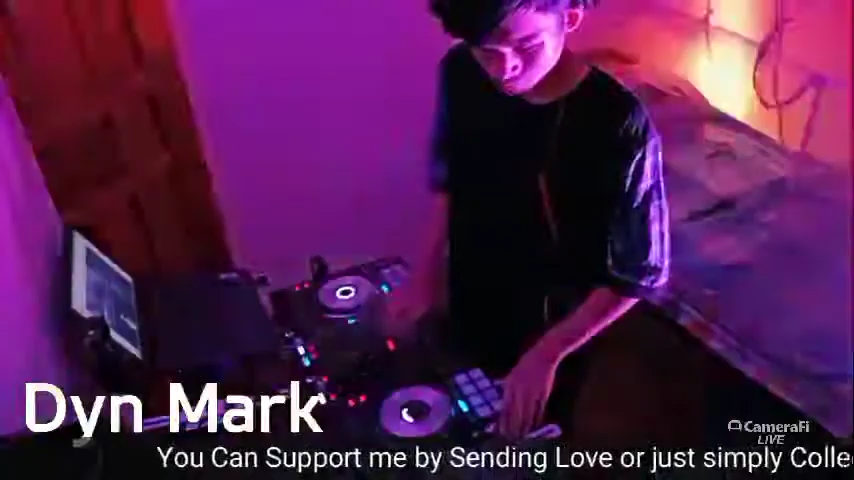 Dyn Mark
CameraFi
LIVE
You Can Support me by Sending Love or just simply Colle